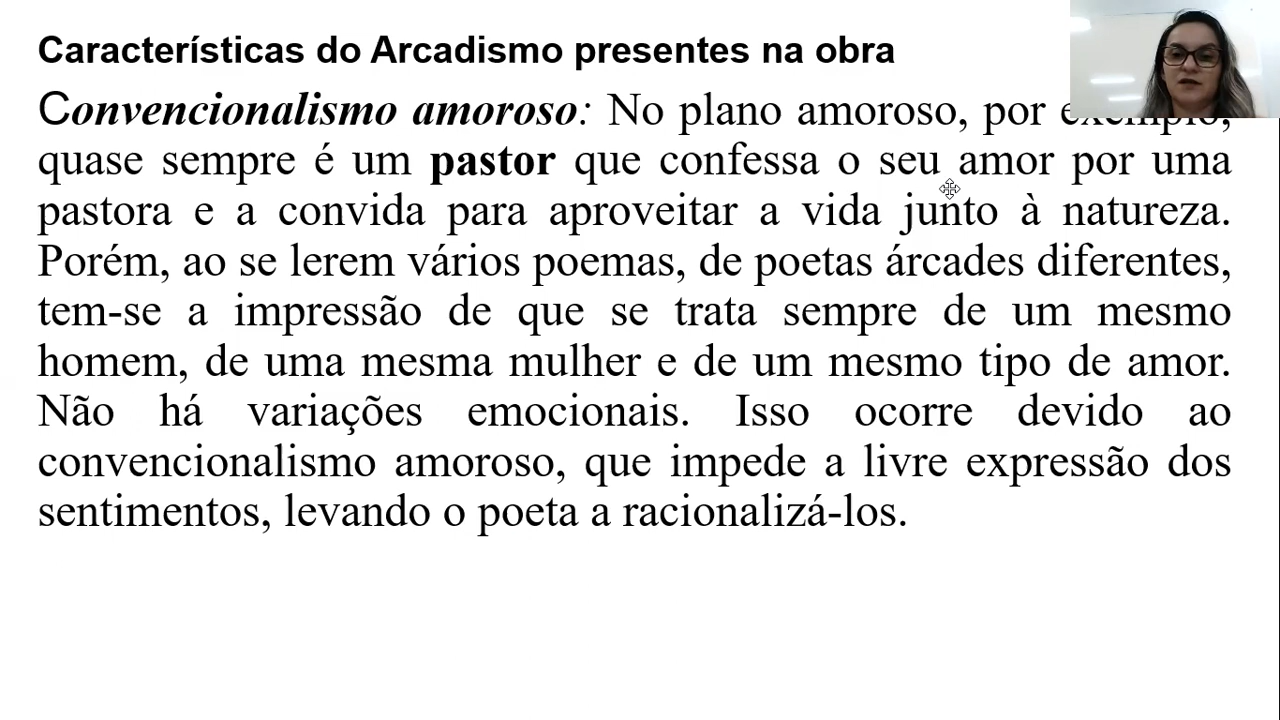 Características do Arcadismo presentes na obra
Convencionalismo amoroso: No plano amoroso, por exemplo,
quase sempre é um pastor que confessa o seu amor por uma
pastora e a convida para aproveitar a vida junto à natureza.
Porém, ao se lerem vários poemas, de poetas árcades diferentes,
tem-se a impressão de que se trata sempre de um mesmo
homem, de uma mesma mulher e de um mesmo tipo de amor.
Não há variações emocionais. Isso ocorre devido ao
convencionalismo amoroso, que impede a livre expressão dos
sentimentos, levando o poeta a racionalizá-los.